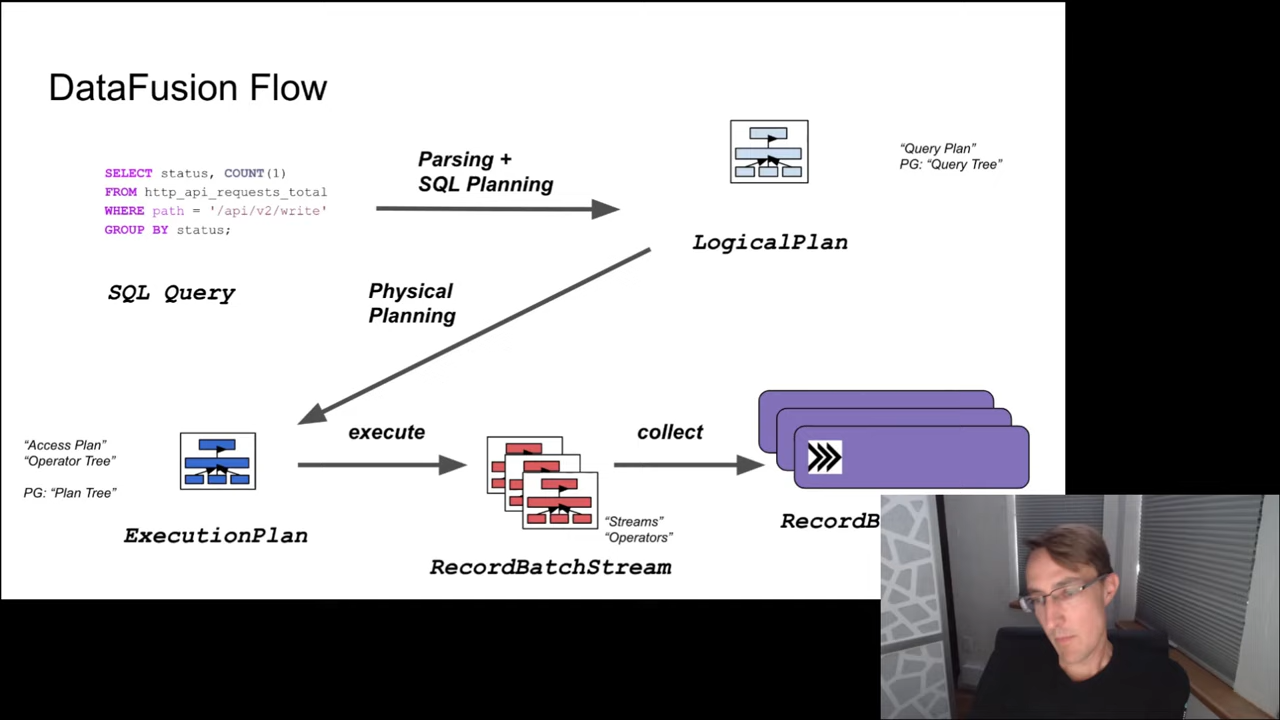 DataFusion Flow
SELECT status, COUNT(1)
FROM http_api_requests_total
WHERE path = '/api/v2/write'
GROUP BY status;
SQL Query
Parsing +
SQL Planning
“Query Plan”
PG: “Query Tree”
LogicalPlan
Physical
Planning
“Access Plan”
“Operator Tree”
PG: “Plan Tree”
ExecutionPlan
execute
“Streams”
“Operators”
RecordBatchStream
collect
RecordB